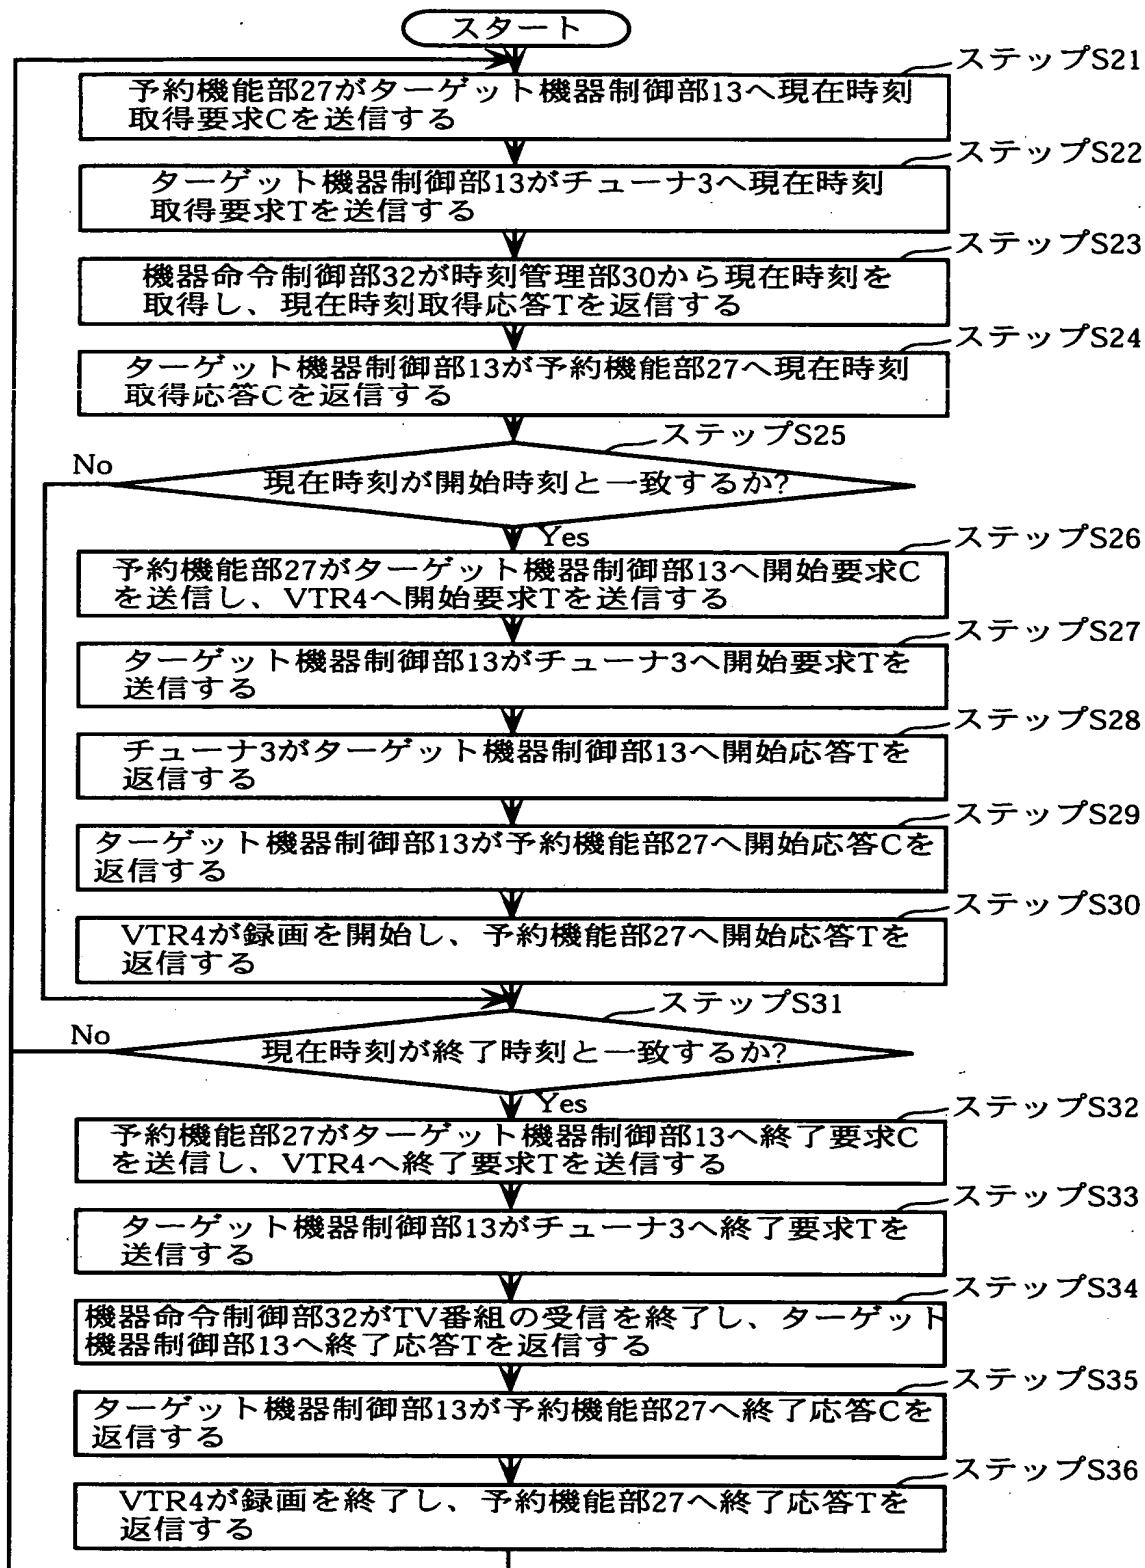 スタート
ステップS21
予約機能部27がターゲット機器制御部13へ現在時刻
取得要求Cを送信する
ステップS22
ターゲット機器制御部13がチューナ3へ現在時刻
取得要求Tを送信する
ステップS23
機器命令制御部32が時刻管理部30から現在時刻を
取得し、現在時刻取得応答Tを返信する
ステップS24
ターゲット機器制御部13が予約機能部27へ現在時刻
取得応答Cを返信する
ステップS25
No
現在時刻が開始時刻と一致するか?
Yes
ステップS26
予約機能部27がターゲット機器制御部13へ開始要求C
を送信し、VTR4へ開始要求Tを送信する
ステップS27
ターゲット機器制御部13がチューナ3へ開始要求Tを
送信する
ステップS28
チューナ3がターゲット機器制御部13へ開始応答Tを
返信する
ステップS29
ターゲット機器制御部13が予約機能部27へ開始応答Cを
返信する
ステップS30
VTR4が録画を開始し、予約機能部27へ開始応答Tを
返信する
ステップS31
No
現在時刻が終了時刻と一致するか?
Yes
ステップS32
予約機能部27がターゲット機器制御部13へ終了要求C
を送信し、VTR4へ終了要求Tを送信する
ステップS33
ターゲット機器制御部13がチューナ3へ終了要求Tを
送信する
ステップS34
機器命令制御部32がTV番組の受信を終了し、ターゲット
機器制御部13へ終了応答Tを返信する
ステップS35
ターゲット機器制御部13が予約機能部27へ終了応答Cを
返信する
ステップS36
VTR4が録画を終了し、予約機能部27へ終了応答Tを
返信する